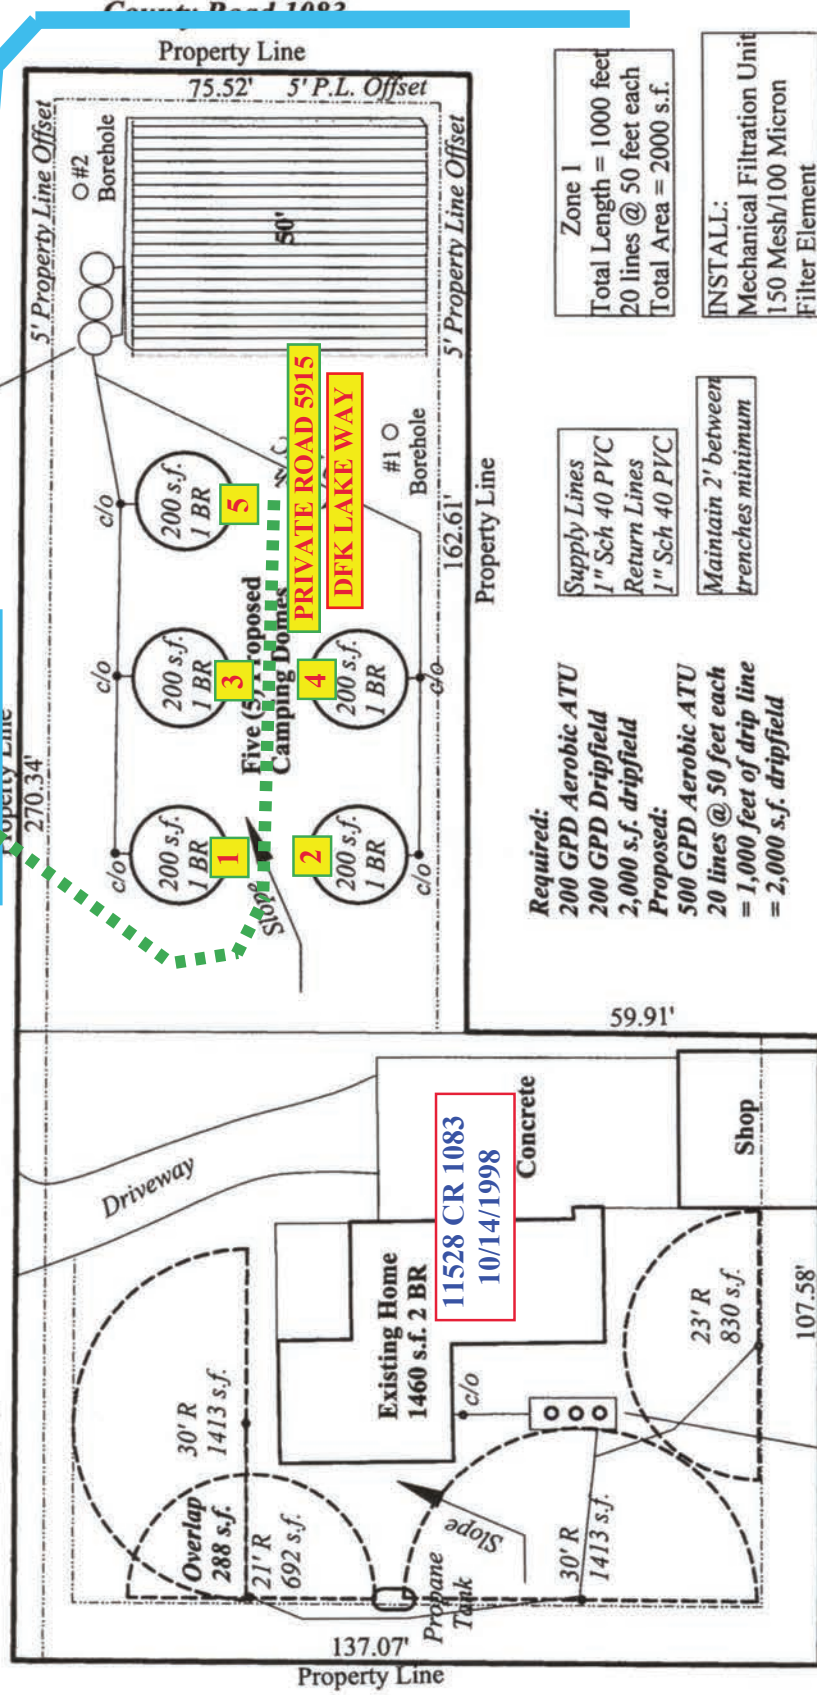 County Road 1083
Property Line
75.52'
5' P.L. Offset
5' Property Line Offset
#2
Borehole
50'
5' Property Line Offset
Zone 1
Total Length = 1000 feet
20 lines @ 50 feet each
Total Area = 2000 s.f.
INSTALL:
Mechanical Filtration Unit
150 Mesh/100 Micron
Filter Element
PRIVATE ROAD 5915
DFK LAKE WAY
#1
Borehole
162.61'
Property Line
Supply Lines
1" Sch 40 PVC
Return Lines
1" Sch 40 PVC
Maintain 2' between
trenches minimum
c/o
200 s.f.
1 BR
5
c/o
200 s.f.
1 BR
3
Five (5) Proposed
Camping Domes
4
200 s.f.
1 BR
c/o
Property Line
270.34'
c/o
200 s.f.
1 BR
1
2
200 s.f.
1 BR
c/o
Slope
Required:
200 GPD Aerobic ATU
200 GPD Dripfield
2,000 s.f. dripfield
Proposed:
500 GPD Aerobic ATU
20 lines @ 50 feet each
= 1,000 feet of drip line
= 2,000 s.f. dripfield
59.91'
Driveway
Concrete
Shop
11528 CR 1083
10/14/1998
Existing Home
1460 s.f. 2 BR
c/o
30' R
1413 s.f.
Overlap
288 s.f.
21' R
692 s.f.
Slope
Propane
Tank
30' R
1413 s.f.
23' R
830 s.f.
107.58'
137.07'
Property Line